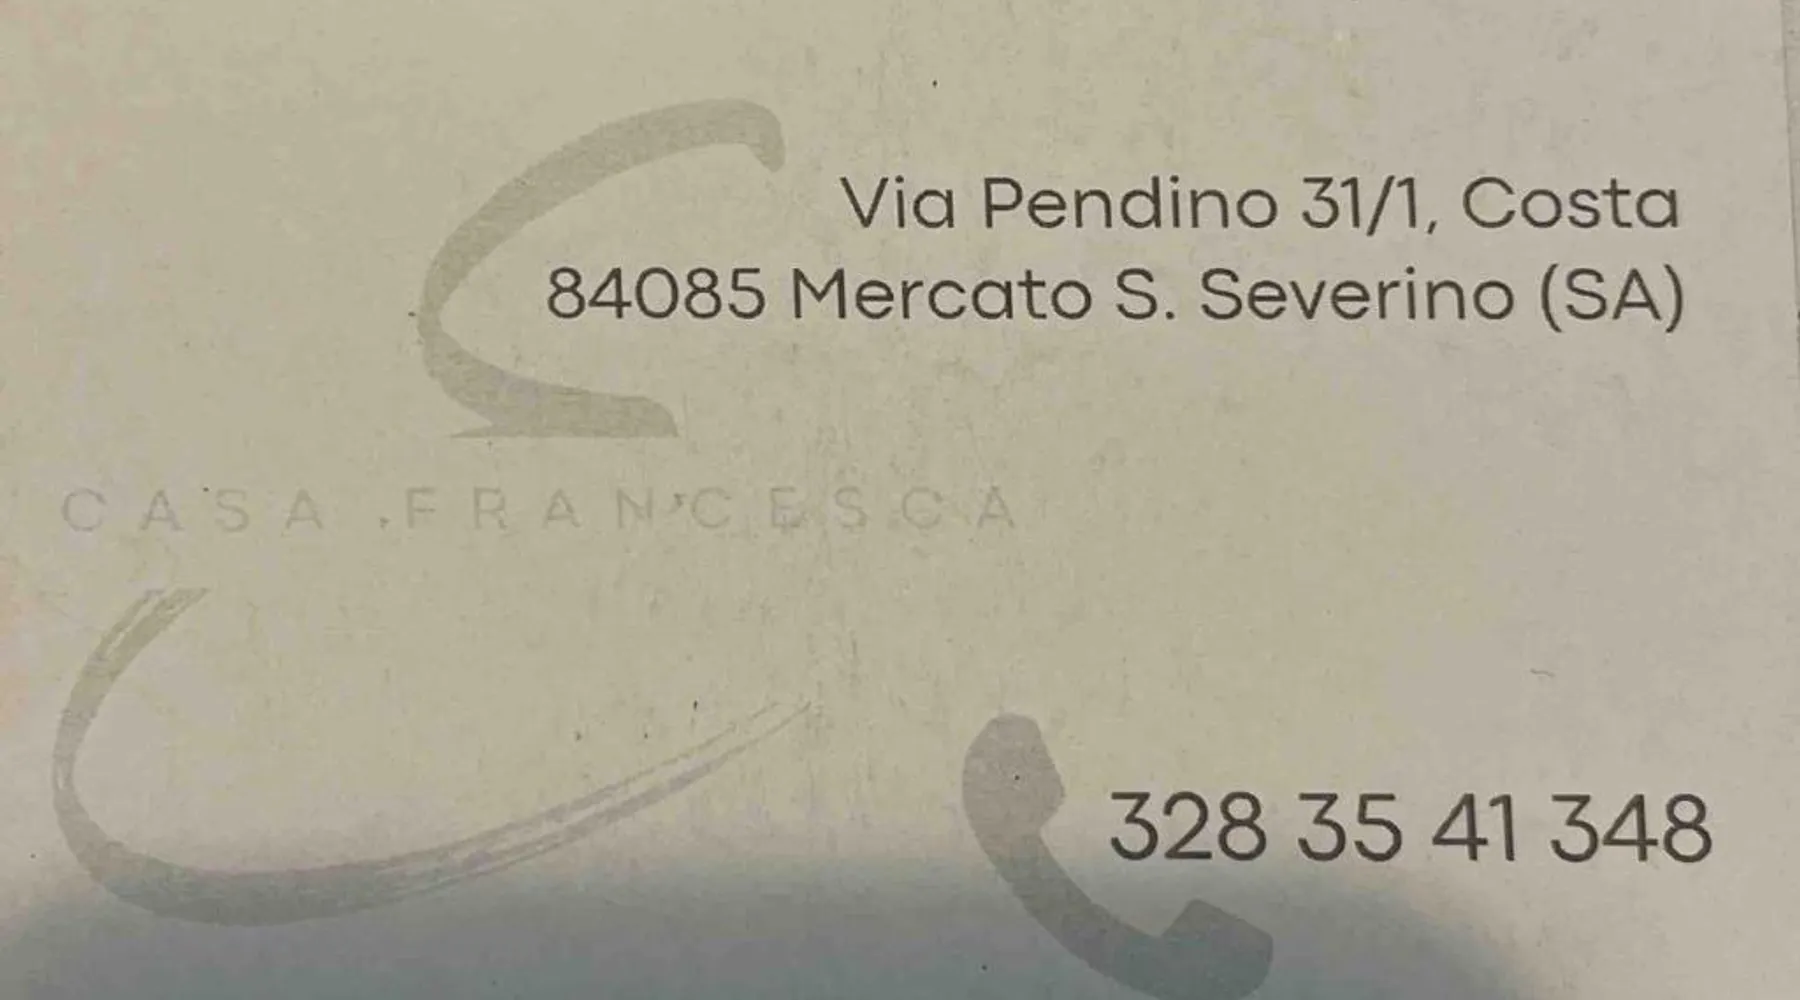 Via Pendino 31/1, Costa
84085 Mercato S. Severino (SA)
CASA FRANCESCA
328 35 41 348